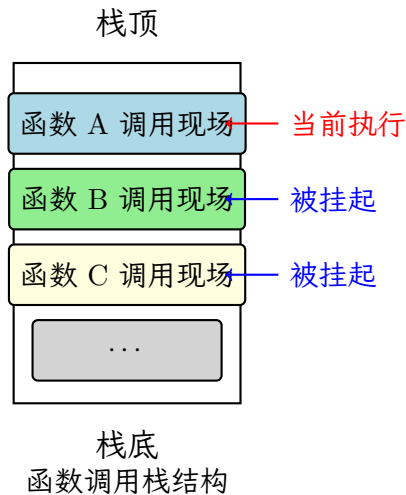 栈顶
函数 A 调用现场
当前执行
函数 B 调用现场
被挂起
函数 C 调用现场
被挂起
...
栈底
函数调用栈结构